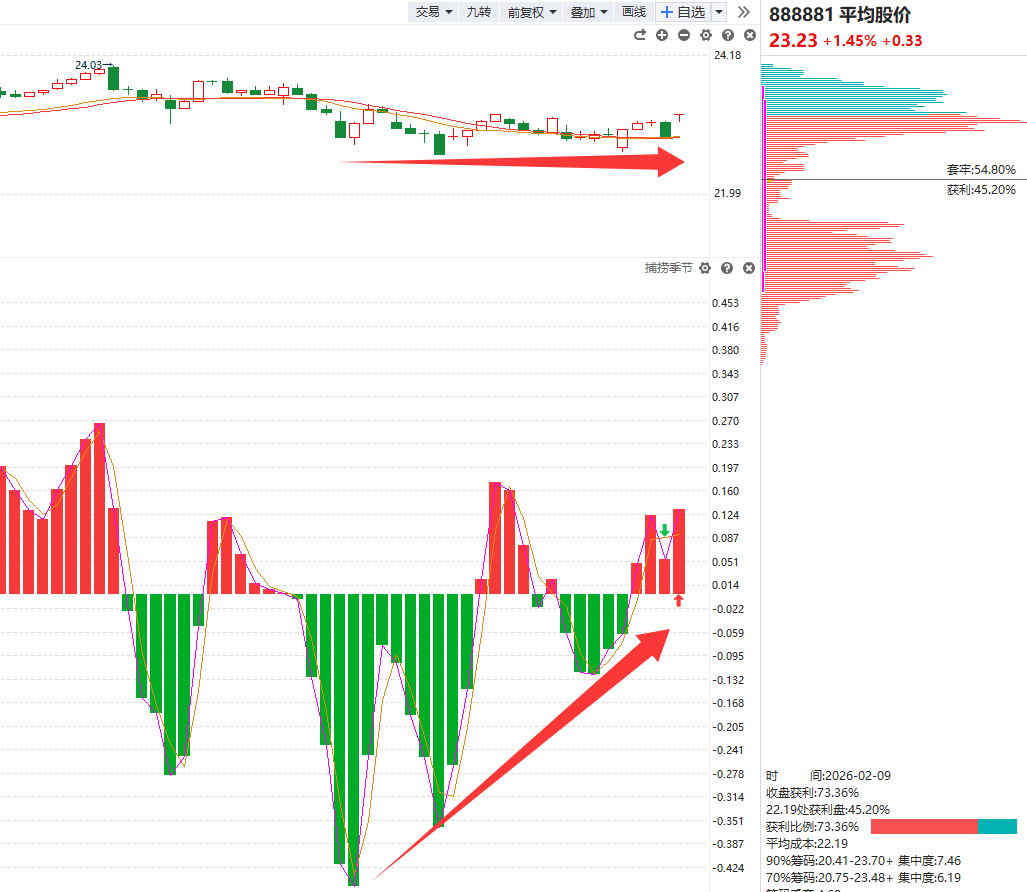 交易 九转 前复权 叠加 画线 自选
888881 平均股价
23.23 +1.45% +0.33
24.18
24.03
21.99
套牢:54.80%
获利:45.20%
捕捞季节
0.453
0.416
0.380
0.343
0.307
0.270
0.233
0.197
0.160
0.124
0.087
0.051
0.014
-0.022
-0.059
-0.095
-0.132
-0.168
-0.205
-0.241
-0.278
-0.314
-0.351
-0.387
-0.424
时 间:2026-02-09
收盘获利:73.36%
22.19处获利盘:45.20%
获利比例:73.36%
平均成本:22.19
90%筹码:20.41-23.70+ 集中度:7.46
70%筹码:20.75-23.48+ 集中度:6.19